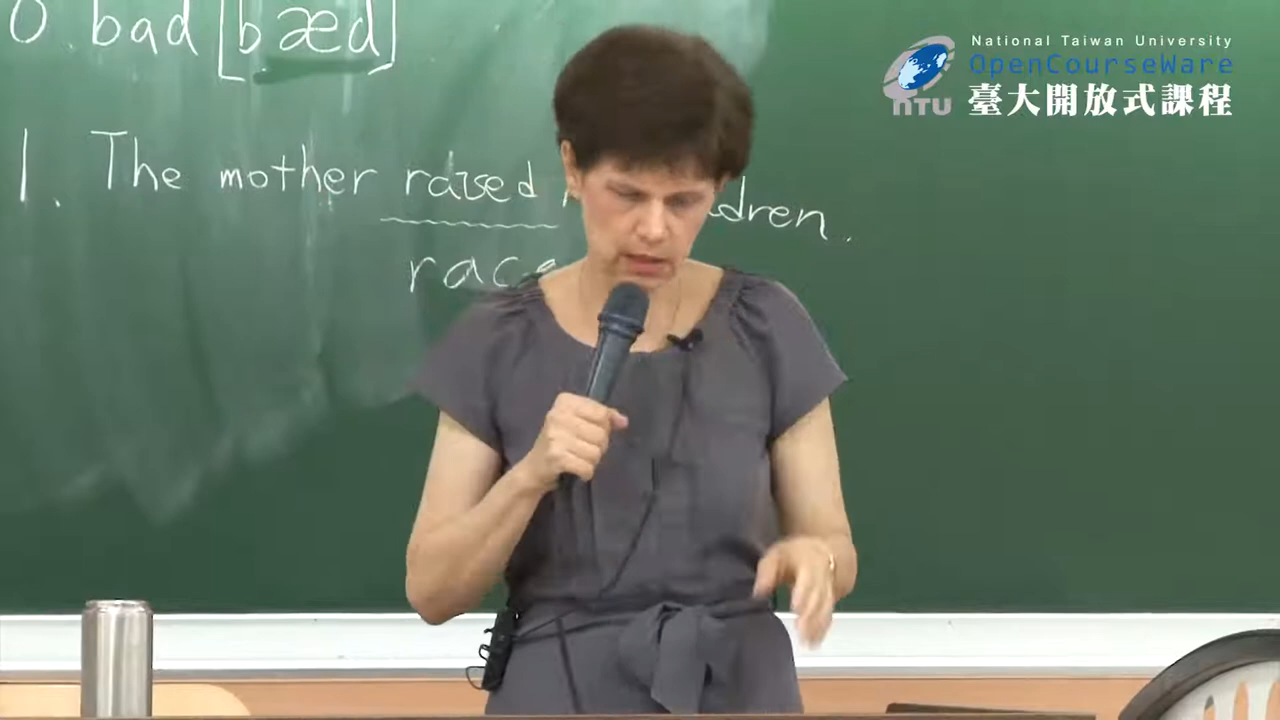 0. bad [bæd]
1. The mother raised
race
National Taiwan University
OpenCourseWare
NTU 臺大開放式課程